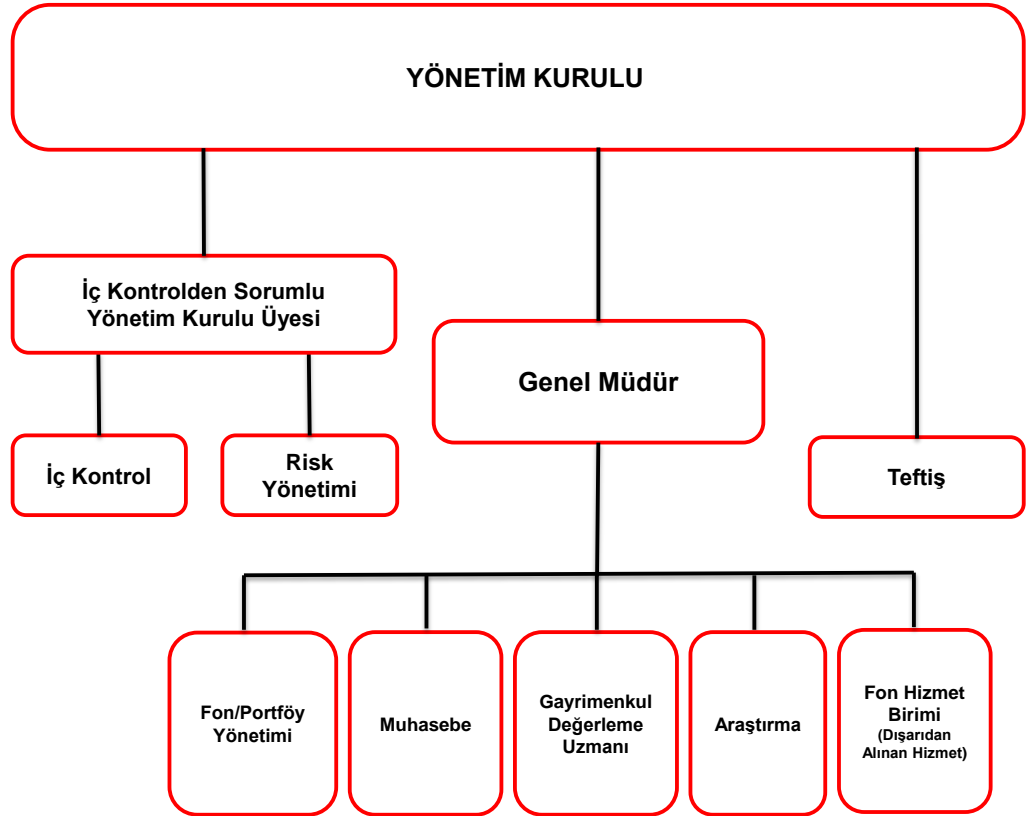 YÖNETİM KURULU
İç Kontrolden Sorumlu
Yönetim Kurulu Üyesi
Genel Müdür
İç Kontrol
Risk
Yönetimi
Teftiş
Fon/Portföy
Yönetimi
Muhasebe
Gayrimenkul
Değerleme
Uzmanı
Araştırma
Fon Hizmet
Birimi
(Dışarıdan
Alınan Hizmet)